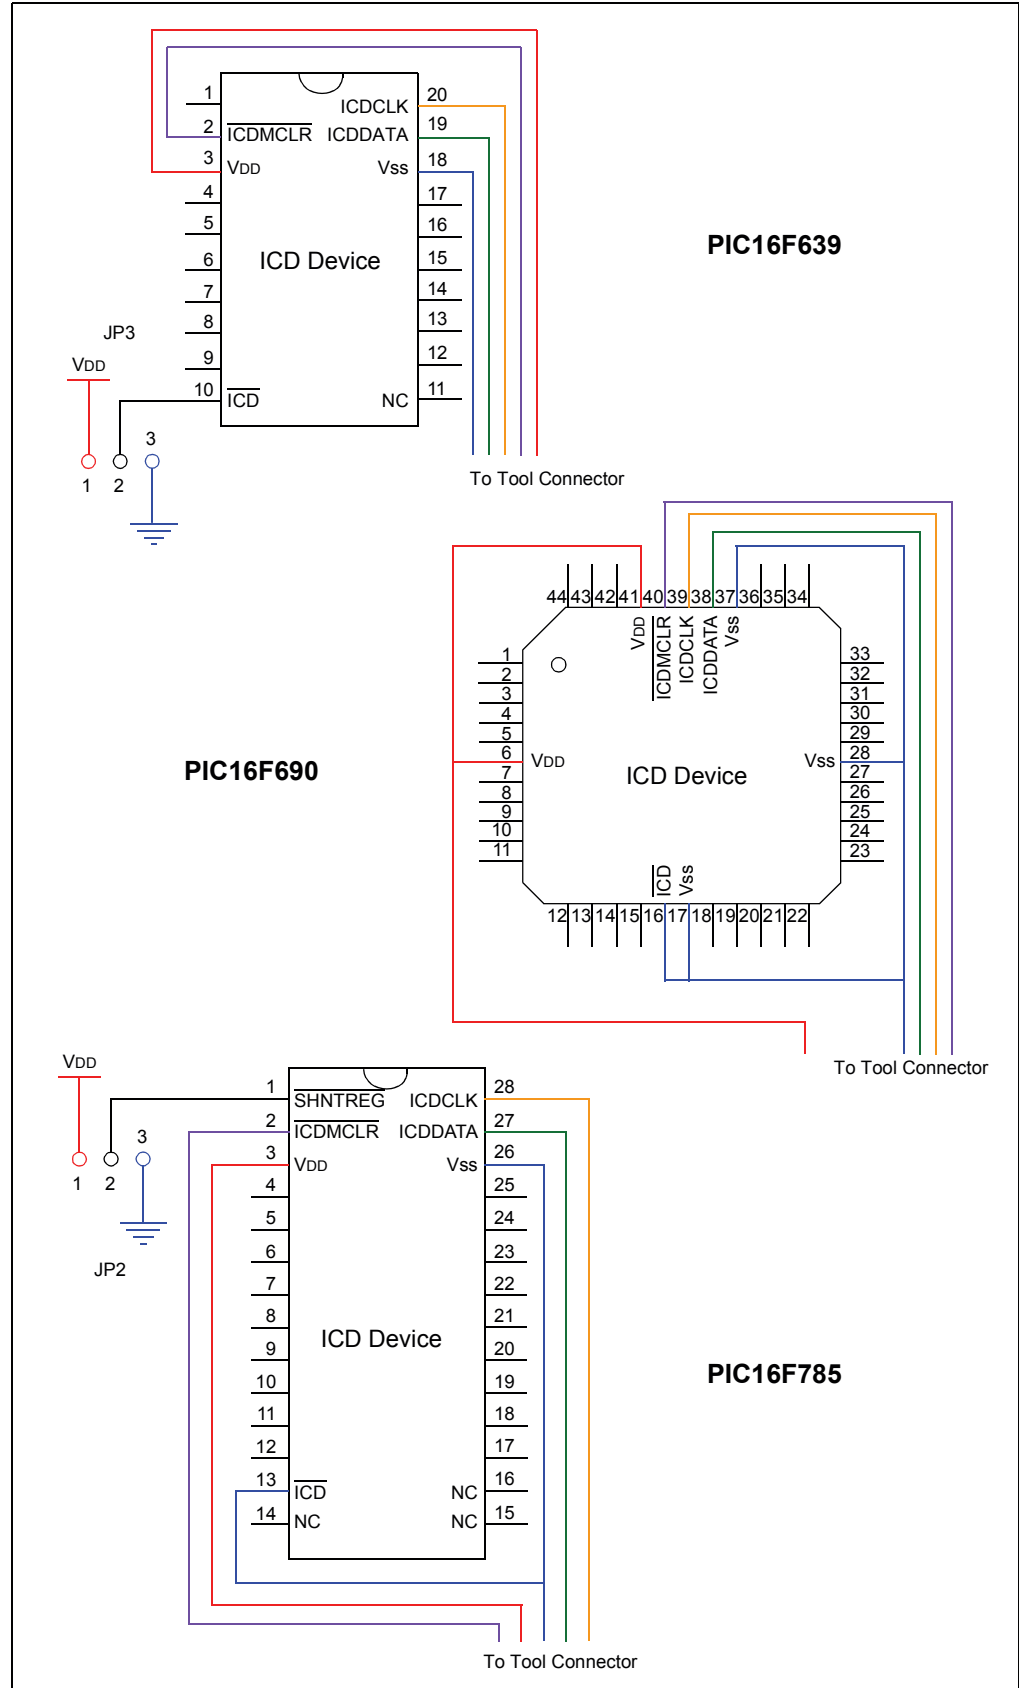 1
ICDCLK 20
2 ICDMCLR ICDDATA 19
3 VDD Vss 18
4 17
5 16
6 ICD Device 15
7 14
8 13
9 12
10 ICD NC 11
PIC16F639
JP3
VDD
1 2 3
To Tool Connector
44 43 42 41 40 39 38 37 36 35 34
VDD ICDMCLR ICDCLK ICDDATA Vss
1 33
2 32
3 31
4 30
5 29
6 VDD Vss 28
7 27
8 26
9 25
10 24
11 23
ICD Device
PIC16F690
ICD Vss
12 13 14 15 16 17 18 19 20 21 22
To Tool Connector
VDD
1 2 3
JP2
1 SHNTREG ICDCLK 28
2 ICDMCLR ICDDATA 27
3 VDD Vss 26
4 25
5 24
6 23
7 22
8 21
ICD Device
9 20
10 19
11 18
12 17
13 ICD NC 16
14 NC NC 15
PIC16F785
To Tool Connector